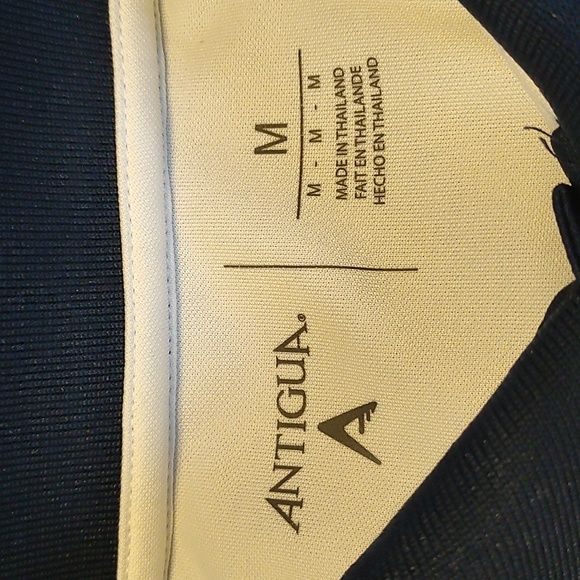 ANTIGUA®
M
M - M - M
MADE IN THAILAND
FAIT EN THAILANDE
HECHO EN THAILAND